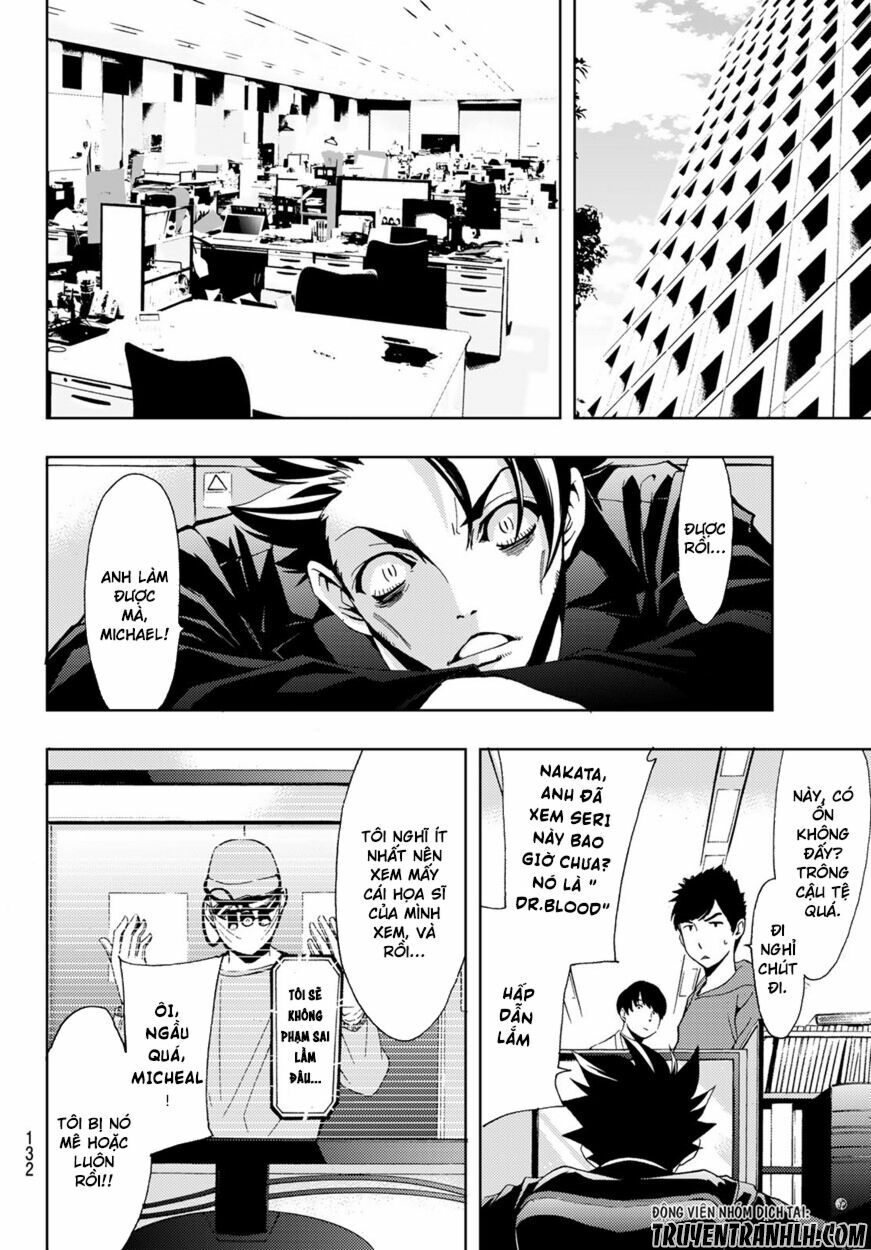 ĐƯỢC
RỒI...
ANH LÀM
ĐƯỢC
MÀ,
MICHAEL!
NÀY, CÓ
ỔN
KHÔNG
ĐẤY?
TRÔNG
CẬU TỆ
QUÁ.
ĐI
NGHỈ
CHÚT
ĐI.
NAKATA,
ANH ĐÃ
XEM SERI
NÀY BAO
GIỜ CHƯA?
NÓ LÀ "
DR.BLOOD"
HẤP
DẪN
LẮM
TÔI NGHĨ ÍT
NHẤT NÊN
XEM MẤY
CÁI HỌA SĨ
CỦA MÌNH
XEM, VÀ
RỒI...
TÔI SẼ
KHÔNG
PHẠM SAI
LẦM
ĐÂU...
ÔI,
NGẦU
QUÁ,
MICHEAL!
TÔI BỊ NÓ
MÊ HOẶC
LUÔN
RỒI!!
132
ĐỘNG VIÊN NHÓM DỊCH TẠI:
TRUYENTRANHLH.COM